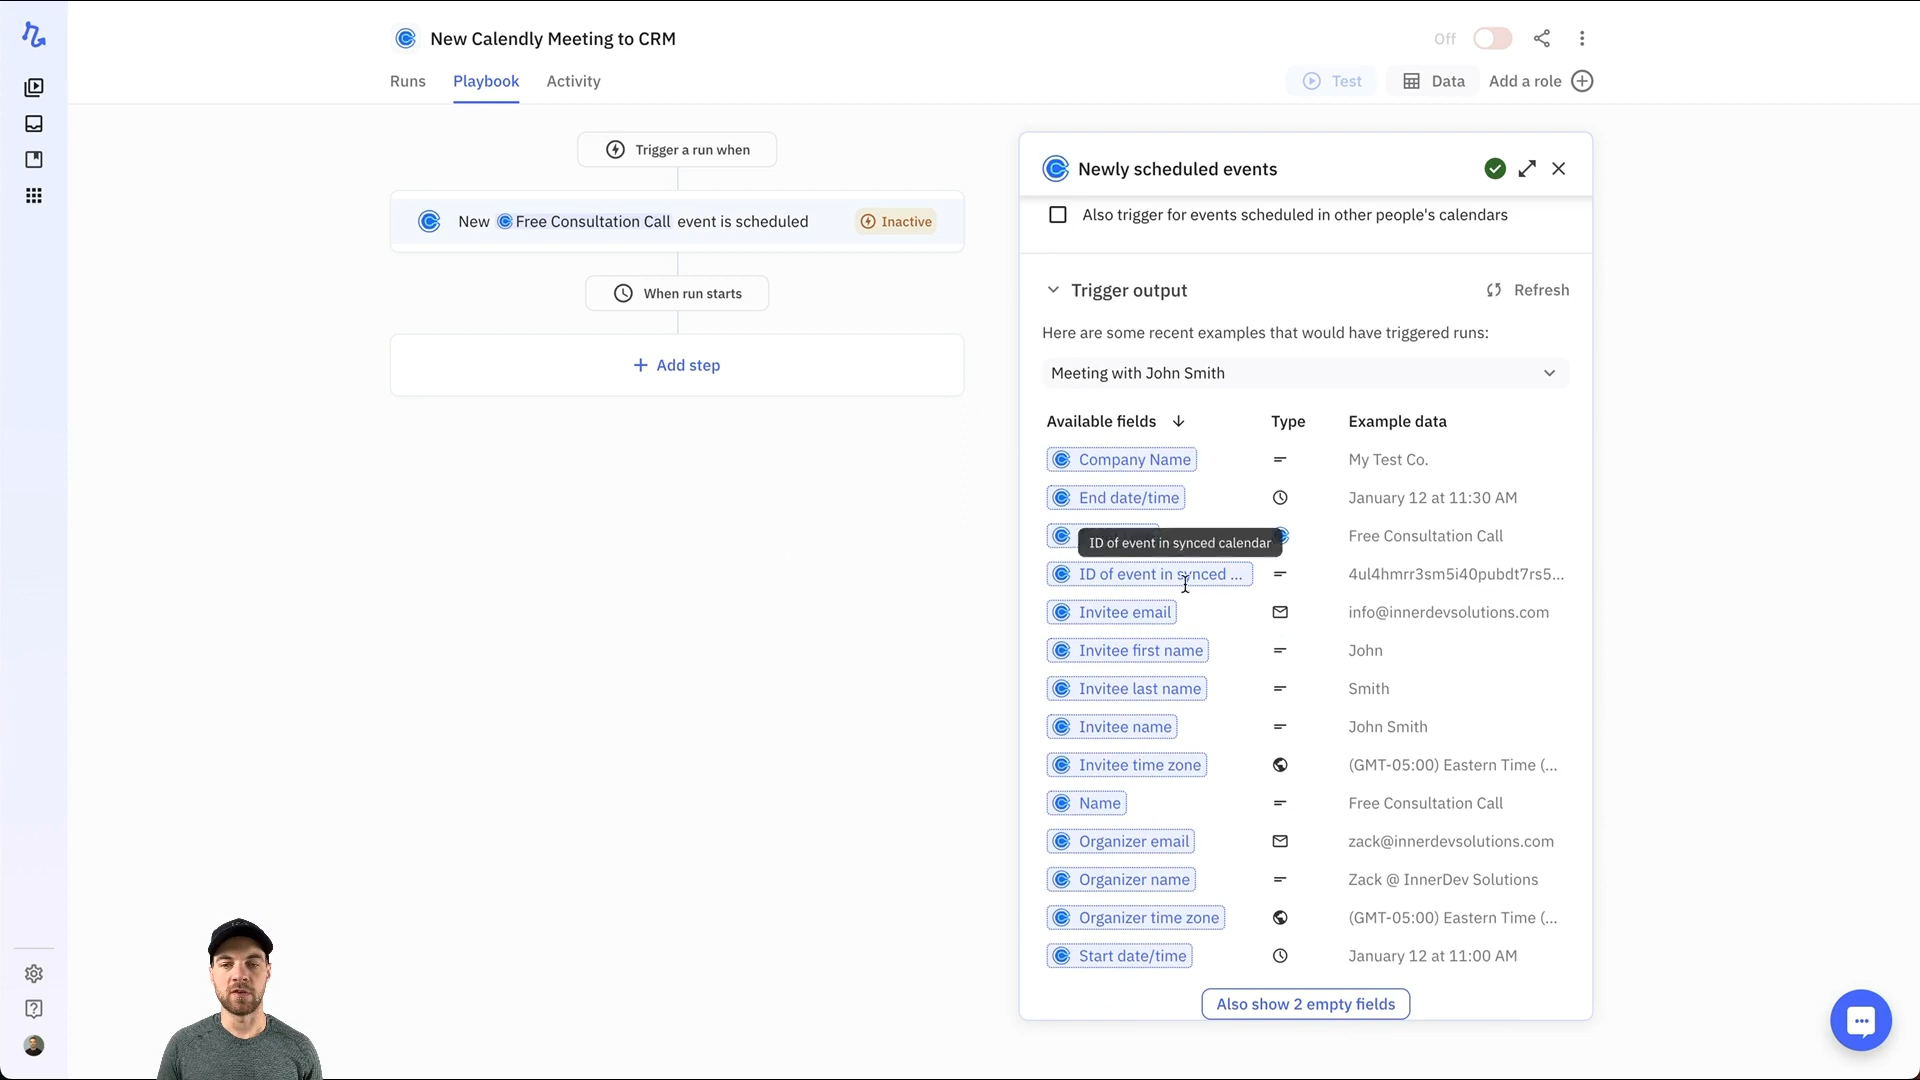 New Calendly Meeting to CRM
Off
Runs
Playbook
Activity
Test
Data
Add a role
Trigger a run when
New Free Consultation Call event is scheduled
Inactive
When run starts
Add step
Newly scheduled events
Also trigger for events scheduled in other people's calendars
Trigger output
Refresh
Here are some recent examples that would have triggered runs:
Meeting with John Smith
Available fields Type Example data
Company Name My Test Co.
End date/time January 12 at 11:30 AM
Free Consultation Call
ID of event in synced calendar
ID of event in synced ... 4ul4hmrr3sm5i40pubdt7rs5...
Invitee email info@innerdevsolutions.com
Invitee first name John
Invitee last name Smith
Invitee name John Smith
Invitee time zone (GMT-05:00) Eastern Time (...
Name Free Consultation Call
Organizer email zack@innerdevsolutions.com
Organizer name Zack @ InnerDev Solutions
Organizer time zone (GMT-05:00) Eastern Time (...
Start date/time January 12 at 11:00 AM
Also show 2 empty fields